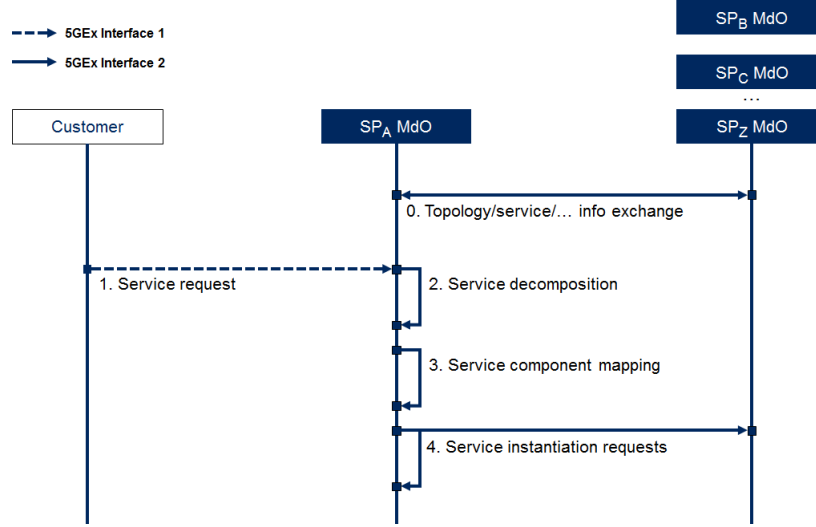 5GEx Interface 1
5GEx Interface 2
SPB MdO
SPC MdO
...
Customer
SPA MdO
SPZ MdO
0. Topology/service/... info exchange
1. Service request
2. Service decomposition
3. Service component mapping
4. Service instantiation requests